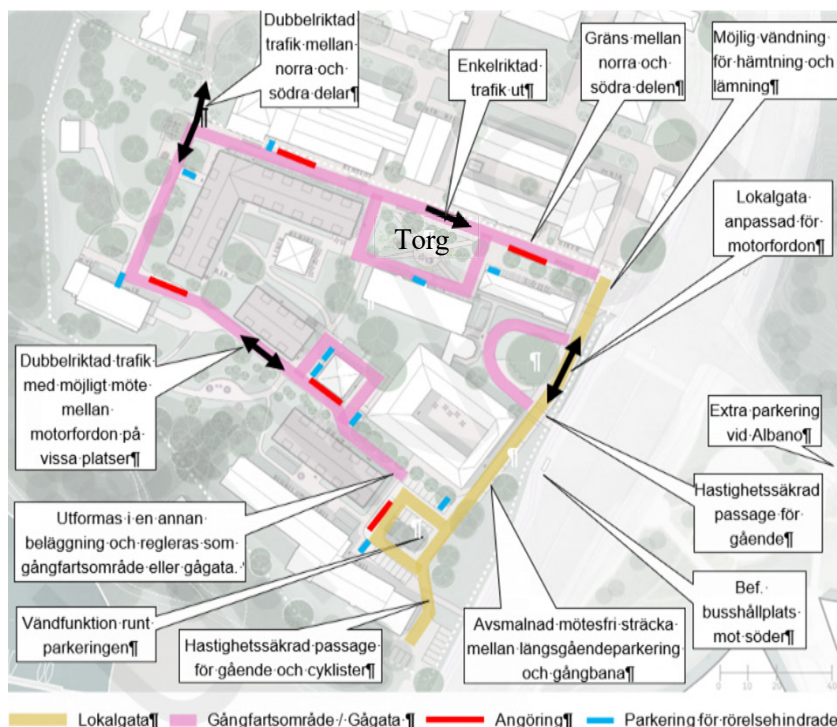 Dubbelriktad
trafik mellan
norra och
södra delar¶
Enkelriktad
trafik ut¶
Gräns mellan
norra och
södra delen¶
Möjlig vändning
för hämtning och
lämning¶
¶
Lokalgata
anpassad för
motorfordon¶
Torg
¶
Dubbelriktad trafik
med möjligt möte
mellan
motorfordon på
vissa platser¶
Extra parkering
vid Albano¶
¶
Hastighetssäkrad
passage för
gående¶
Utformas i en annan
beläggning och regleras som
gångfartsområde eller gågata.
¶
Bef.
busshållplats
mot söder¶
Vändfunktion runt
parkeringen¶
Hastighetssäkrad passage
för gående och cyklister¶
Avsmalnad mötesfri sträcka
mellan längsgåendeparkering
och gångbana¶
0 20 40
Lokalgata¶ Gångfartsområde / Gågata ¶ Angöring¶ Parkering för rörelsehindrade